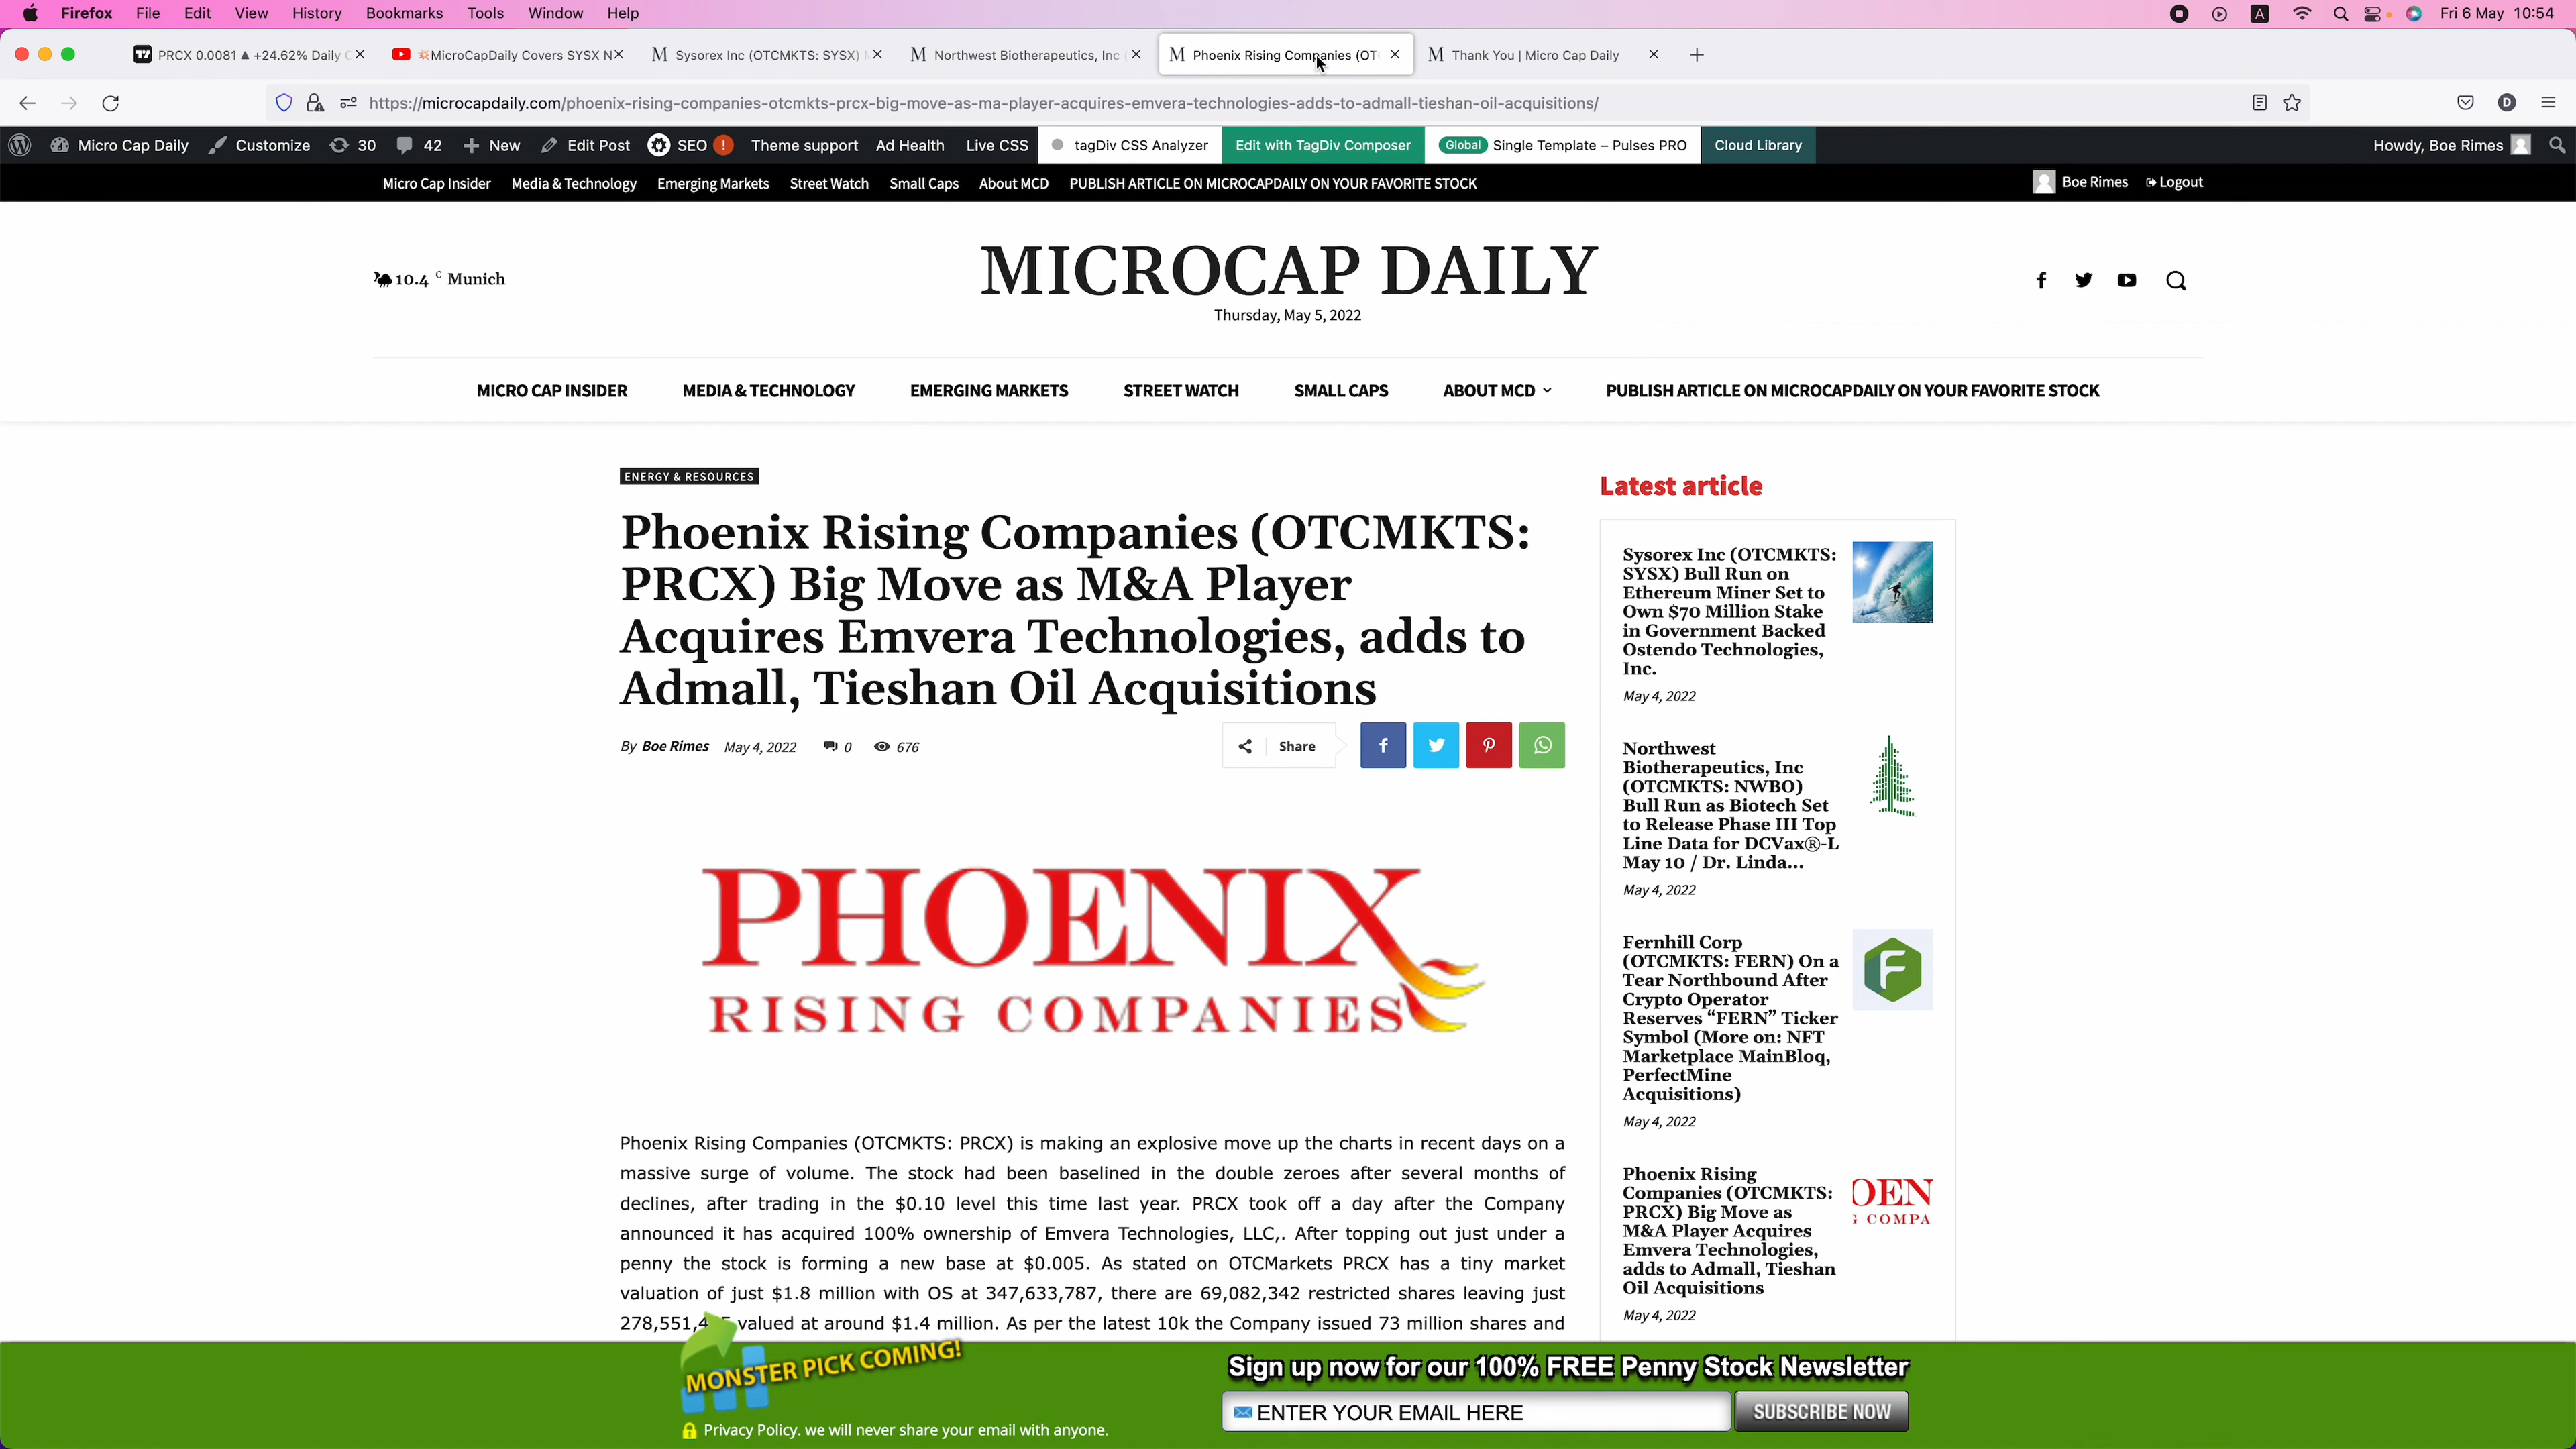 Firefox File Edit View History Bookmarks Tools Window Help
A
Fri 6 May 10:54
PRCX 0.0081 ▲ +24.62% Daily
MicroCapDaily Covers SYSX N
M Sysorex Inc (OTCMKTS: SYSX)
M Northwest Biotherapeutics, Inc
M Phoenix Rising Companies (OT
M Thank You | Micro Cap Daily
https://microcapdaily.com/phoenix-rising-companies-otcmkts-prcx-big-move-as-ma-player-acquires-emvera-technologies-adds-to-admall-tieshan-oil-acquisitions/
D
Micro Cap Daily Customize 30 42 New Edit Post SEO ! Theme support Ad Health Live CSS tagDiv CSS Analyzer Edit with TagDiv Composer Global Single Template – Pulses PRO Cloud Library
Howdy, Boe Rimes
Micro Cap Insider Media & Technology Emerging Markets Street Watch Small Caps About MCD PUBLISH ARTICLE ON MICROCAPDAILY ON YOUR FAVORITE STOCK
Boe Rimes Logout
10.4 C Munich
MICROCAP DAILY
Thursday, May 5, 2022
MICRO CAP INSIDER MEDIA & TECHNOLOGY EMERGING MARKETS STREET WATCH SMALL CAPS ABOUT MCD PUBLISH ARTICLE ON MICROCAPDAILY ON YOUR FAVORITE STOCK
ENERGY & RESOURCES
Phoenix Rising Companies (OTCMKTS:
PRCX) Big Move as M&A Player
Acquires Emvera Technologies, adds to
Admall, Tieshan Oil Acquisitions
By Boe Rimes May 4, 2022 0 676
Share
PHOENIX
RISING COMPANIES
Phoenix Rising Companies (OTCMKTS: PRCX) is making an explosive move up the charts in recent days on a
massive surge of volume. The stock had been baselined in the double zeroes after several months of
declines, after trading in the $0.10 level this time last year. PRCX took off a day after the Company
announced it has acquired 100% ownership of Emvera Technologies, LLC,. After topping out just under a
penny the stock is forming a new base at $0.005. As stated on OTCMarkets PRCX has a tiny market
valuation of just $1.8 million with OS at 347,633,787, there are 69,082,342 restricted shares leaving just
valued at around $1.4 million. As per the latest 10k the Company issued 73 million shares and
Latest article
Sysorex Inc (OTCMKTS:
SYSX) Bull Run on
Ethereum Miner Set to
Own $70 Million Stake
in Government Backed
Ostendo Technologies,
Inc.
May 4, 2022
Northwest
Biotherapeutics, Inc
(OTCMKTS: NWBO)
Bull Run as Biotech Set
to Release Phase III Top
Line Data for DCVax®-L
May 10 / Dr. Linda...
May 4, 2022
Fernhill Corp
(OTCMKTS: FERN) On a
Tear Northbound After
Crypto Operator
Reserves “FERN” Ticker
Symbol (More on: NFT
Marketplace MainBloq,
PerfectMine
Acquisitions)
May 4, 2022
F
Phoenix Rising
Companies (OTCMKTS:
PRCX) Big Move as
M&A Player Acquires
Emvera Technologies,
adds to Admall, Tieshan
Oil Acquisitions
May 4, 2022
OEN
G COMPA
MONSTER PICK COMING!
Privacy Policy. we will never share your email with anyone.
Sign up now for our 100% FREE Penny Stock Newsletter
ENTER YOUR EMAIL HERE
SUBSCRIBE NOW